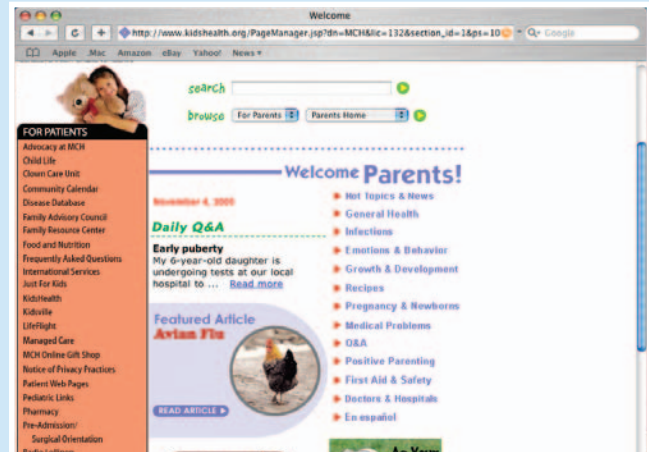 Welcome
http://www.kidshealth.org/PageManager.jsp?dn=MCH&lic=132&section_id=1&ps=10
Google
Apple .Mac Amazon eBay Yahoo! News
search
browse For Parents Parents Home
FOR PATIENTS
Advocacy at MCH
Child Life
Clown Care Unit
Community Calendar
Disease Database
Family Advisory Council
Family Resource Center
Food and Nutrition
Frequently Asked Questions
International Services
Just For Kids
KidsHealth
Kidsville
LifeFlight
Managed Care
MCH Online Gift Shop
Notice of Privacy Practices
Patient Web Pages
Pediatric Links
Pharmacy
Pre-Admission/
Surgical Orientation
Welcome Parents!
November 4, 2005
Daily Q&A
Early puberty
My 6-year-old daughter is
undergoing tests at our local
hospital to ... Read more
Featured Article
Avian Flu
READ ARTICLE
Hot Topics & News
General Health
Infections
Emotions & Behavior
Growth & Development
Recipes
Pregnancy & Newborns
Medical Problems
Q&A
Positive Parenting
First Aid & Safety
Doctors & Hospitals
En español